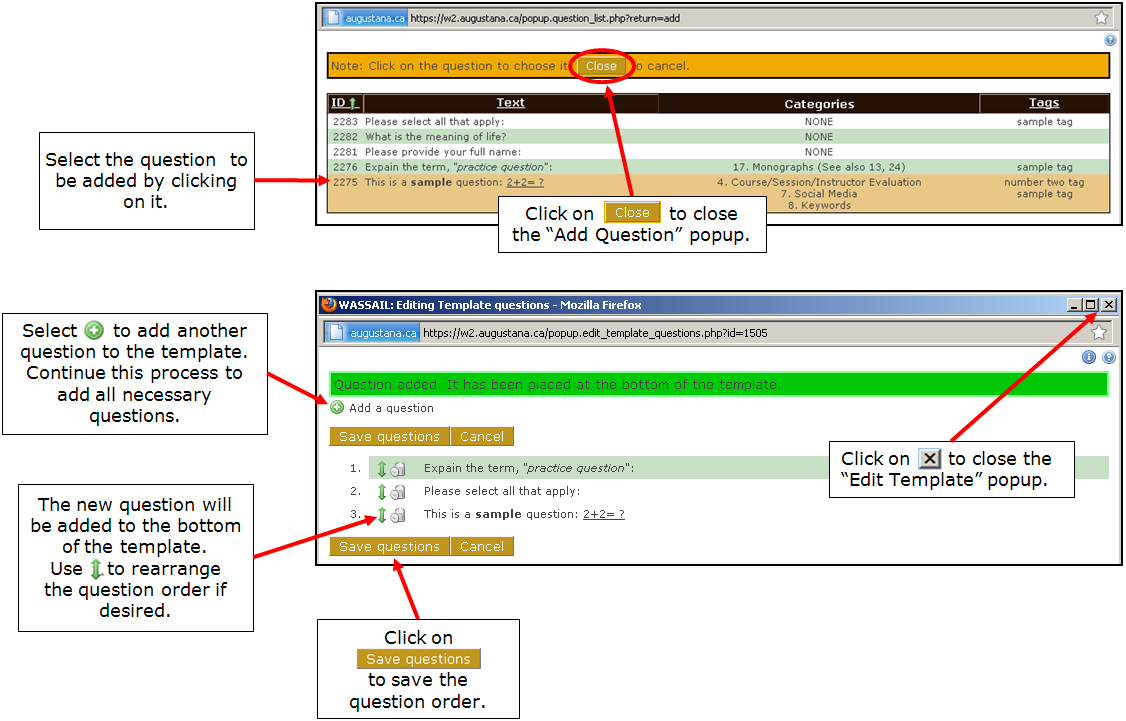 augustana.ca https://w2.augustana.ca/popup.question_list.php?return=add
Note: Click on the question to choose it Close to cancel.
ID Text Categories Tags
2283 Please select all that apply: NONE sample tag
2282 What is the meaning of life? NONE
2281 Please provide your full name: NONE
2276 Expain the term, "practice question": 17. Monographs (See also 13, 24) sample tag
2275 This is a sample question: 2+2= ? 4. Course/Session/Instructor Evaluation number two tag
7. Social Media sample tag
8. Keywords
Select the question to
be added by clicking
on it.
Click on Close to close
the “Add Question” popup.
WASSAIL: Editing Template questions - Mozilla Firefox
augustana.ca https://w2.augustana.ca/popup.edit_template_questions.php?id=1505
Question added. It has been placed at the bottom of the template.
Add a question
Save questions Cancel
1. Expain the term, "practice question":
2. Please select all that apply:
3. This is a sample question: 2+2= ?
Save questions Cancel
Select to add another
question to the template.
Continue this process to
add all necessary
questions.
Click on to close the
“Edit Template” popup.
The new question will
be added to the bottom
of the template.
Use to rearrange
the question order if
desired.
Click on
Save questions
to save the
question order.